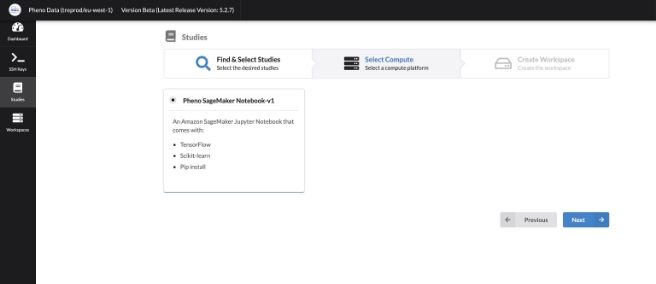 Pheno Data (treprod/eu-west-1) Version Beta (Latest Release Version: 5.2.7)
Dashboard
SSH Keys
Studies
Workspaces
Studies
Find & Select Studies
Select the desired studies
Select Compute
Select a compute platform
Create Workspace
Create the workspace
Pheno SageMaker Notebook-v1
An Amazon SageMaker Jupyter Notebook that
comes with:
• TensorFlow
• Scikit-learn
• Pip install
Previous
Next